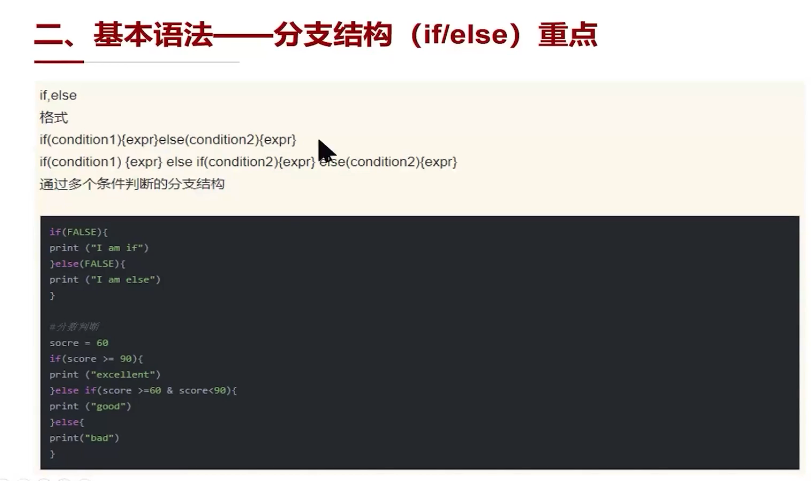 二、基本语法——分支结构（if/else）重点
if,else
格式
if(condition1){expr}else(condition2){expr}
if(condition1) {expr} else if(condition2){expr} else(condition2){expr}
通过多个条件判断的分支结构
if(FALSE){
print ("I am if")
}else(FALSE){
print ("I am else")
}
#分意判断
socre = 60
if(score >= 90){
print ("excellent")
}else if(score >=60 & score<90){
print ("good")
}else{
print("bad")
}